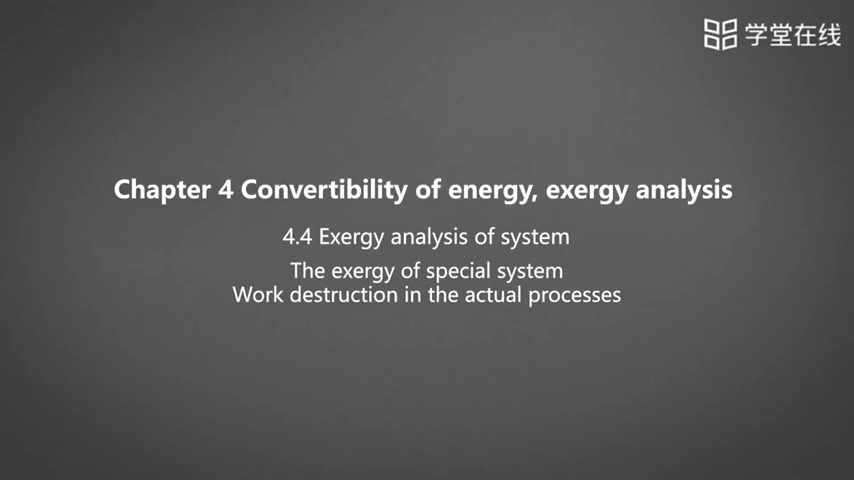 学堂在线
Chapter 4 Convertibility of energy, exergy analysis
4.4 Exergy analysis of system
The exergy of special system
Work destruction in the actual processes